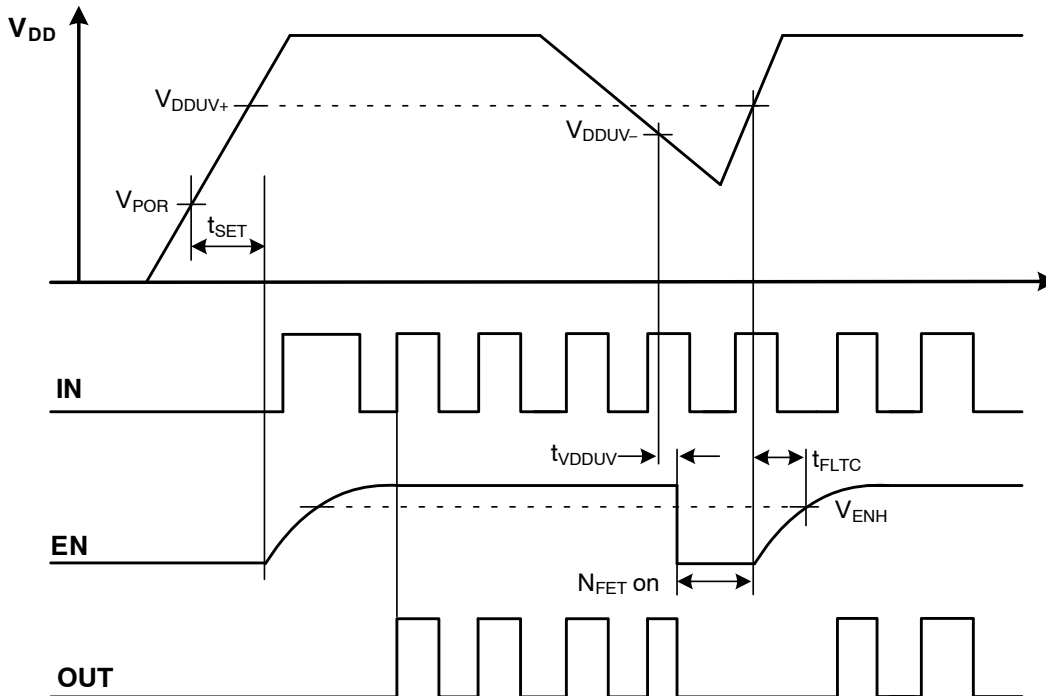 VDD
VDDUV+
VDDUV–
VPOR
tSET
IN
tVDDUV
tFLTC
VENH
EN
NFET on
OUT